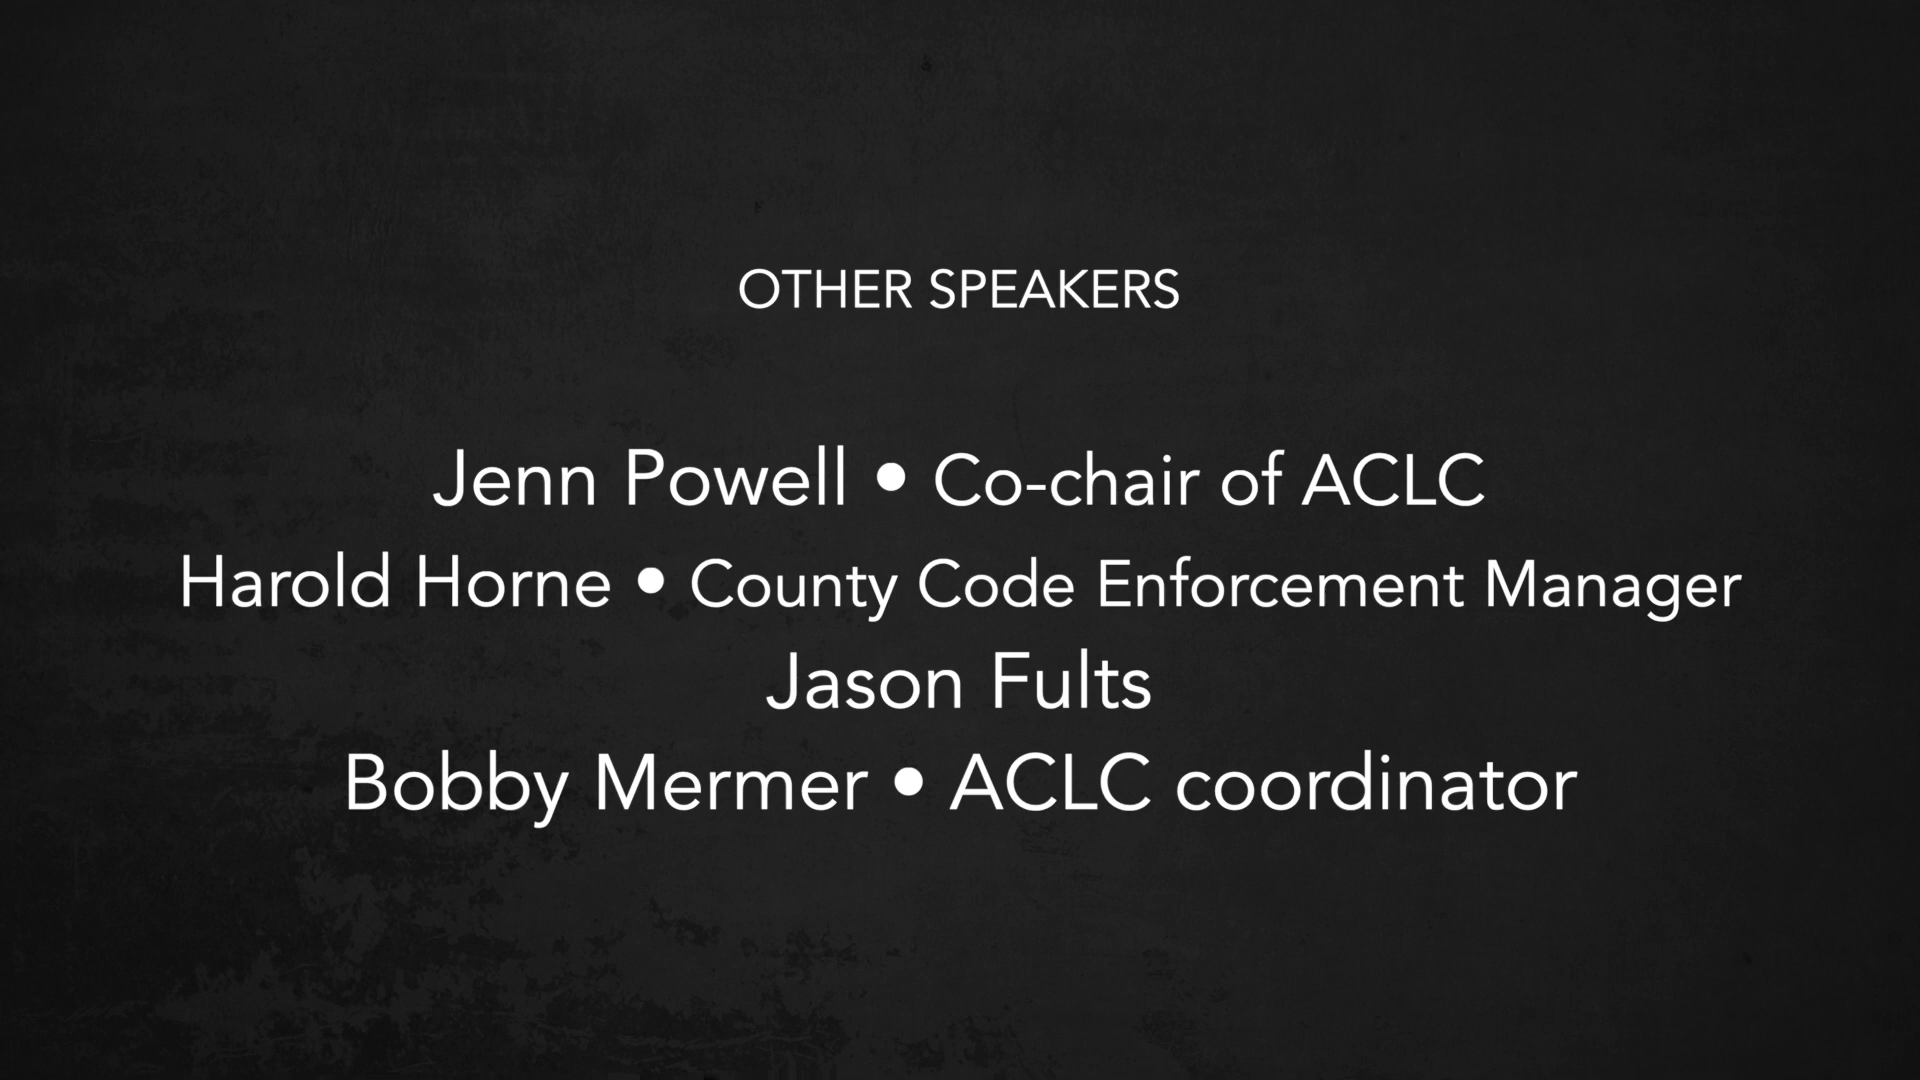 OTHER SPEAKERS
Jenn Powell • Co-chair of ACLC
Harold Horne • County Code Enforcement Manager
Jason Fults
Bobby Mermer • ACLC coordinator